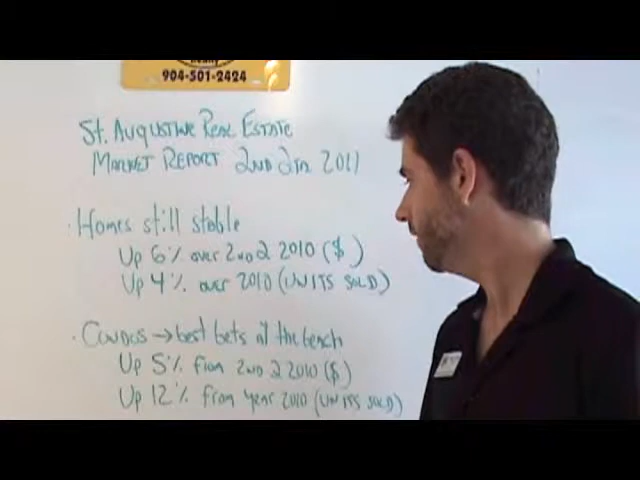 904-501-2424
St. Augustine Real Estate
Market Report 2nd Qtr 2011
· Homes still stable
Up 6% over 2nd Q 2010 ($)
Up 4% over 2010 (Units Sold)
· Condos → best bets at the beach
Up 5% from 2nd Q 2010 ($)
Up 12% from year 2010 (Units Sold)